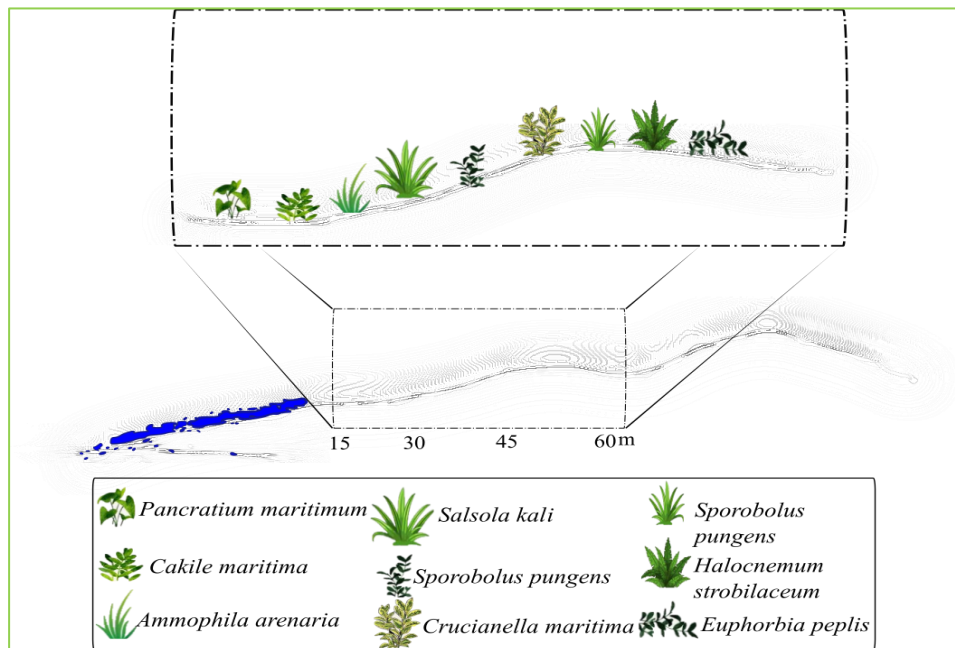 15 30 45 60m
Pancratium maritimum
Salsola kali
Sporobolus
pungens
Cakile maritima
Sporobolus pungens
Halocnemum
strobilaceum
Ammophila arenaria
Crucianella maritima
Euphorbia peplis